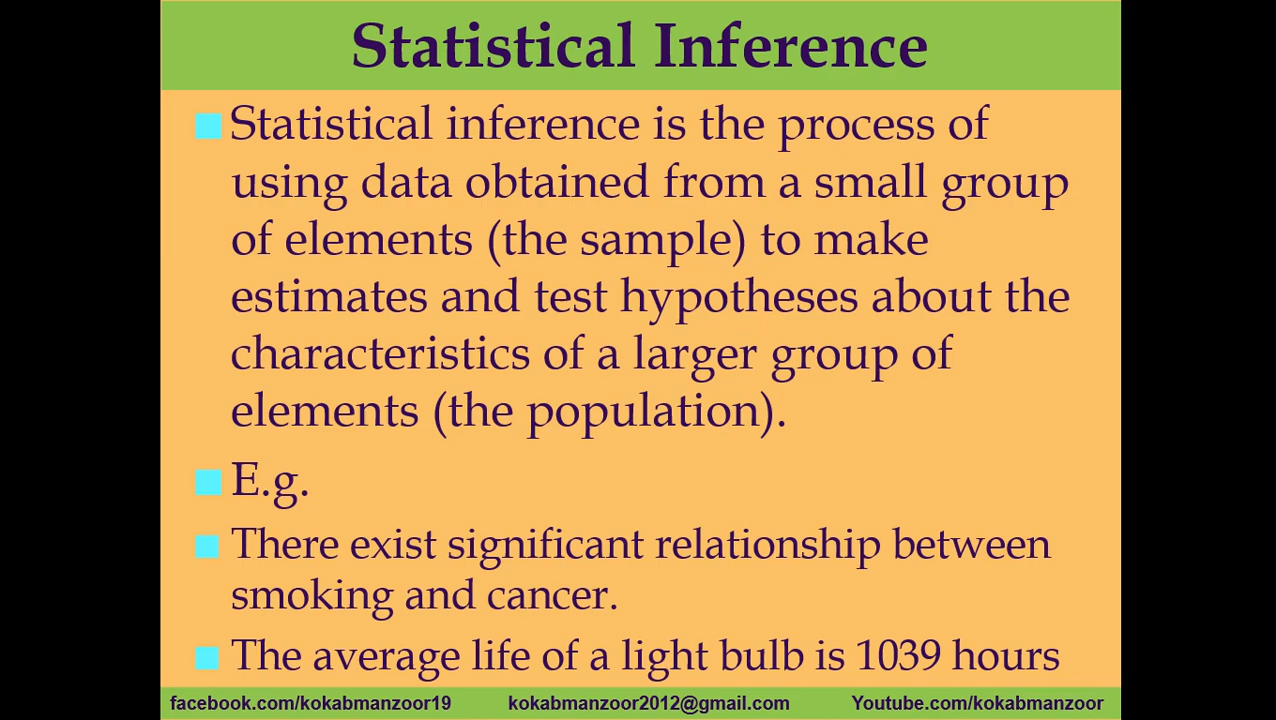 Statistical Inference
Statistical inference is the process of
using data obtained from a small group
of elements (the sample) to make
estimates and test hypotheses about the
characteristics of a larger group of
elements (the population).
E.g.
There exist significant relationship between
smoking and cancer.
The average life of a light bulb is 1039 hours
facebook.com/kokabmanzoor19 kokabmanzoor2012@gmail.com Youtube.com/kokabmanzoor